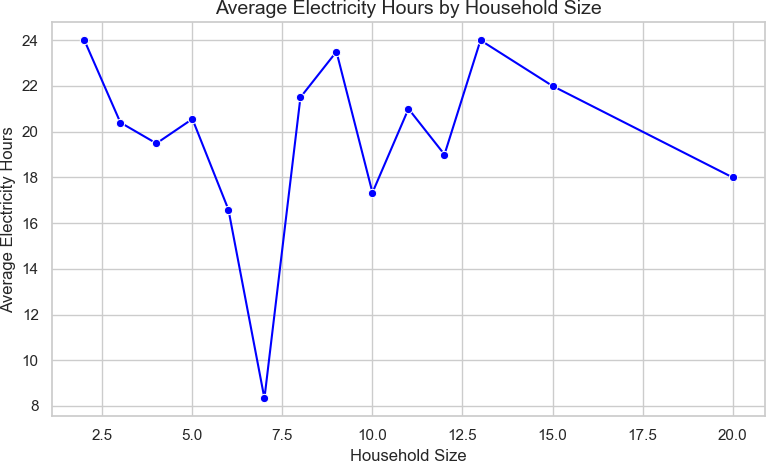 Average Electricity Hours by Household Size
Average Electricity Hours
24
22
20
18
16
14
12
10
8
2.5 5.0 7.5 10.0 12.5 15.0 17.5 20.0
Household Size